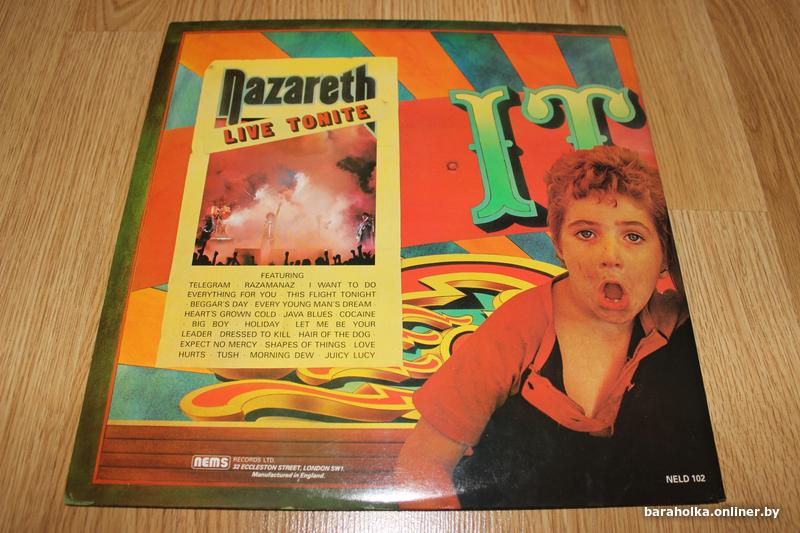 Nazareth
LIVE TONITE
IT
FEATURING
TELEGRAM · RAZAMANAZ · I WANT TO DO
EVERYTHING FOR YOU · THIS FLIGHT TONIGHT
· BEGGAR'S DAY · EVERY YOUNG MAN'S DREAM ·
HEART'S GROWN COLD · JAVA BLUES · COCAINE
· BIG BOY · HOLIDAY · LET ME BE YOUR
LEADER · DRESSED TO KILL · HAIR OF THE DOG ·
EXPECT NO MERCY · SHAPES OF THINGS · LOVE
HURTS · TUSH · MORNING DEW · JUICY LUCY
nems RECORDS LTD.
32 ECCLESTON STREET, LONDON SW1.
Manufactured in England.
NELD 102
baraholka.onliner.by